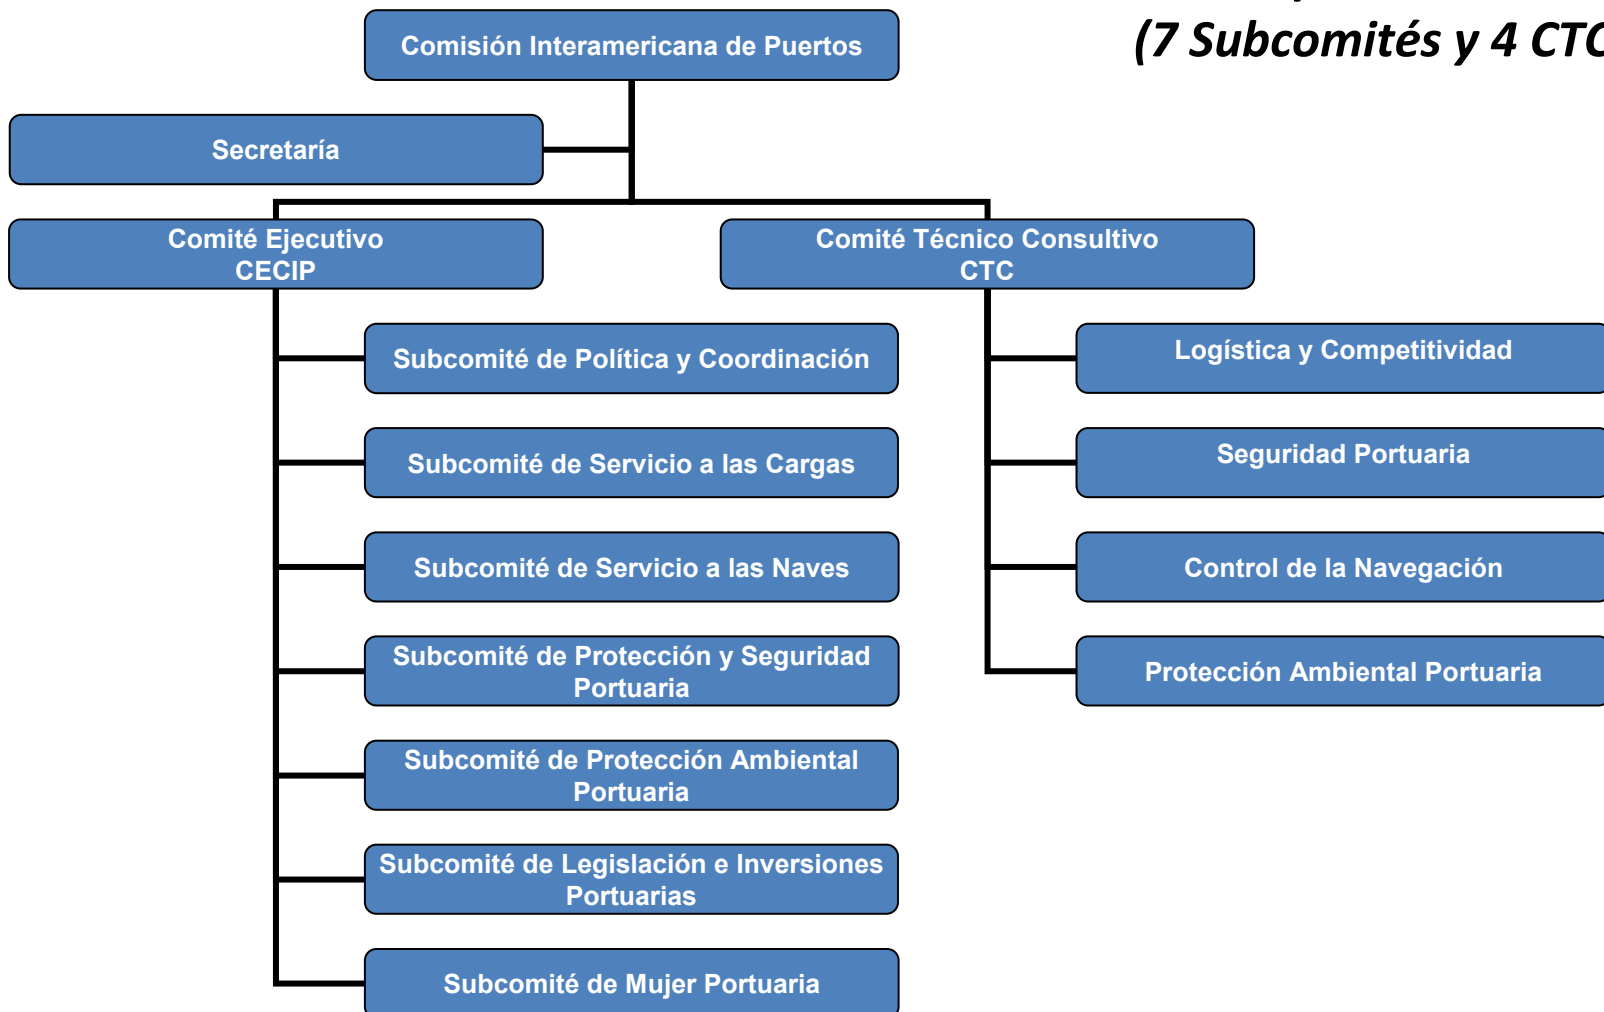 (7 Subcomités y 4 CTC
Comisión Interamericana de Puertos
Secretaría
Comité Ejecutivo
CECIP
Comité Técnico Consultivo
CTC
Subcomité de Política y Coordinación
Subcomité de Servicio a las Cargas
Subcomité de Servicio a las Naves
Subcomité de Protección y Seguridad
Portuaria
Subcomité de Protección Ambiental
Portuaria
Subcomité de Legislación e Inversiones
Portuarias
Subcomité de Mujer Portuaria
Logística y Competitividad
Seguridad Portuaria
Control de la Navegación
Protección Ambiental Portuaria